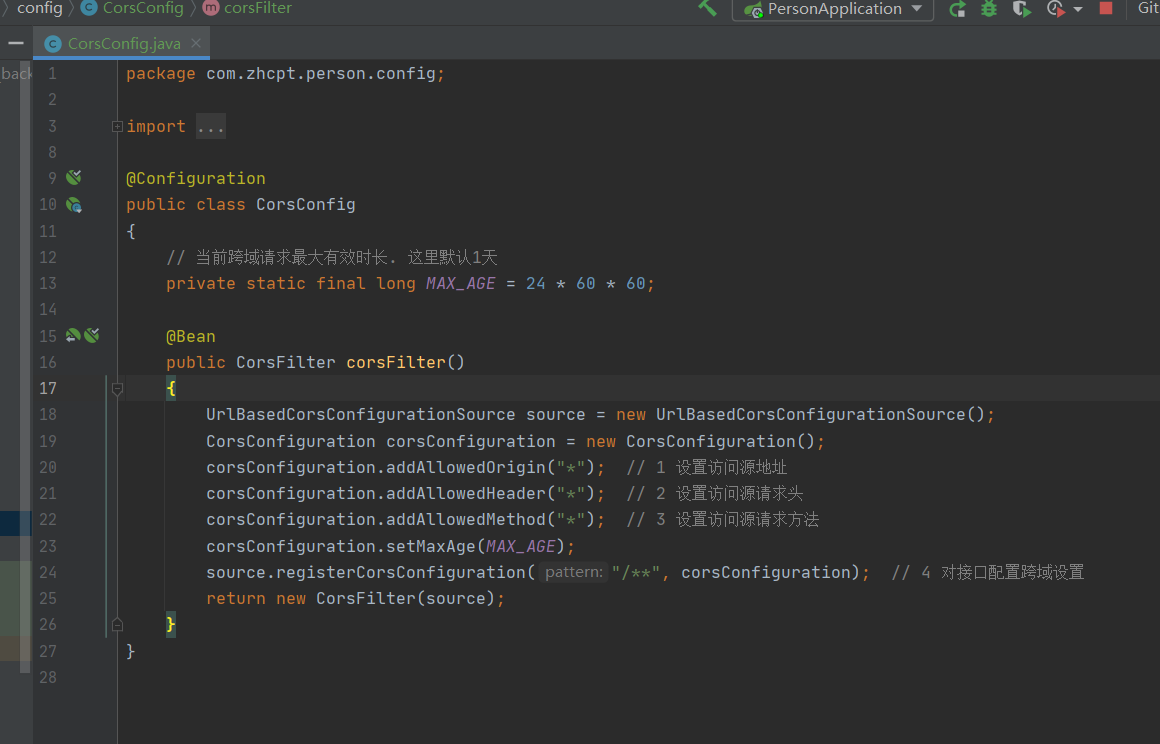 config CorsConfig corsFilter PersonApplication Git
CorsConfig.java
back
1 package com.zhcpt.person.config;
2
3 import ...
8
9 @Configuration
10 public class CorsConfig
11 {
12 // 当前跨域请求最大有效时长. 这里默认1天
13 private static final long MAX_AGE = 24 * 60 * 60;
14
15 @Bean
16 public CorsFilter corsFilter()
17 {
18 UrlBasedCorsConfigurationSource source = new UrlBasedCorsConfigurationSource();
19 CorsConfiguration corsConfiguration = new CorsConfiguration();
20 corsConfiguration.addAllowedOrigin("*"); // 1 设置访问源地址
21 corsConfiguration.addAllowedHeader("*"); // 2 设置访问源请求头
22 corsConfiguration.addAllowedMethod("*"); // 3 设置访问源请求方法
23 corsConfiguration.setMaxAge(MAX_AGE);
24 source.registerCorsConfiguration( pattern: "/**", corsConfiguration); // 4 对接口配置跨域设置
25 return new CorsFilter(source);
26 }
27 }
28